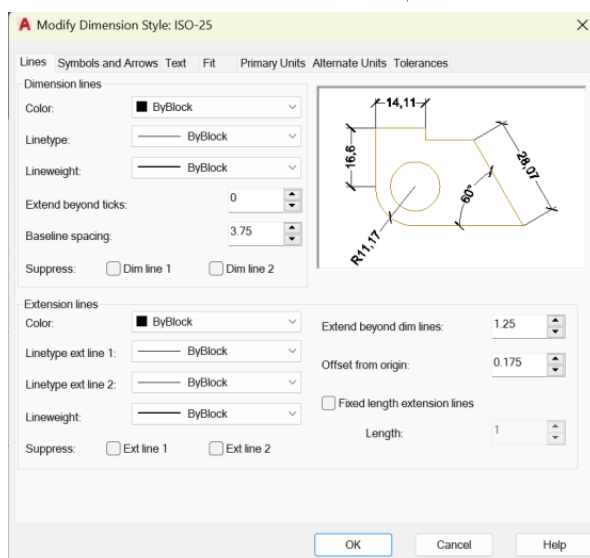 A Modify Dimension Style: ISO-25
Lines Symbols and Arrows Text Fit Primary Units Alternate Units Tolerances
Dimension lines
Color: ByBlock
Linetype: ByBlock
Lineweight: ByBlock
Extend beyond ticks: 0
Baseline spacing: 3.75
Suppress: Dim line 1 Dim line 2
14,11
16,6
28,07
60°
R11,17
Extension lines
Color: ByBlock
Linetype ext line 1: ByBlock
Linetype ext line 2: ByBlock
Lineweight: ByBlock
Suppress: Ext line 1 Ext line 2
Extend beyond dim lines: 1.25
Offset from origin: 0.175
Fixed length extension lines
Length: 1
OK Cancel Help